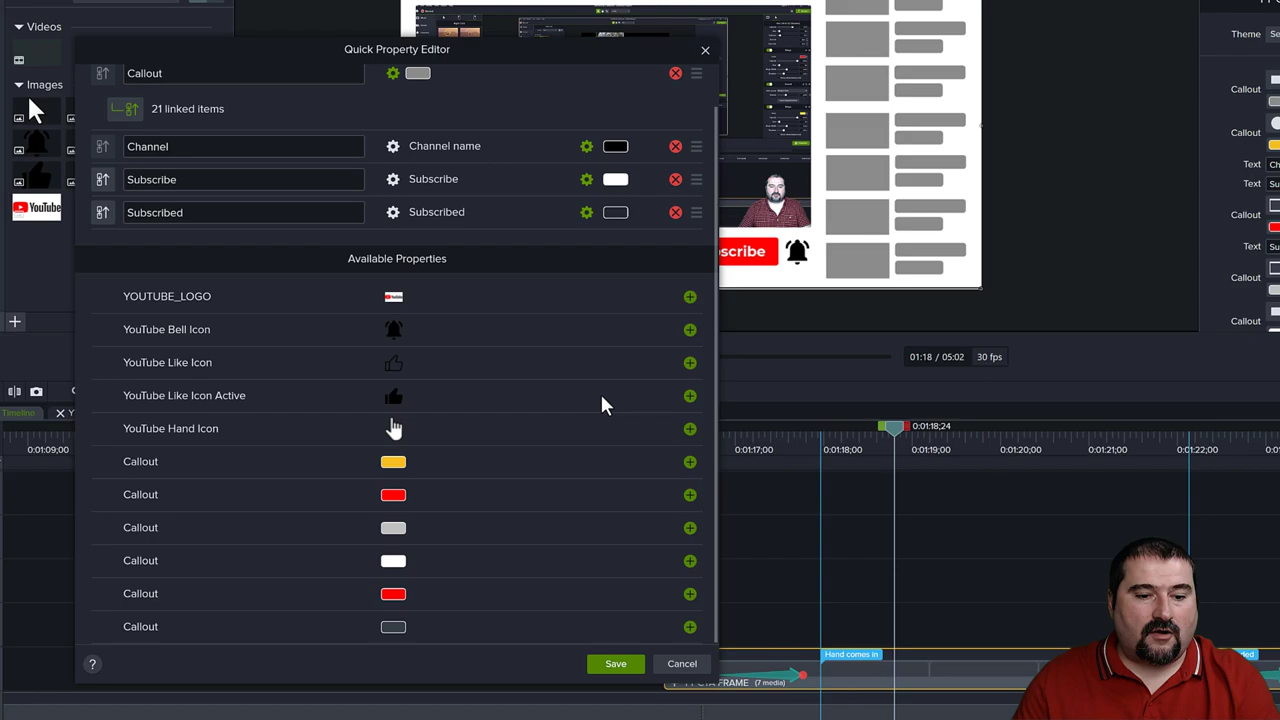 Videos
Images
Quick Property Editor
Callout
21 linked items
Channel
Channel name
Subscribe
Subscribe
Subscribed
Subscribed
Available Properties
YOUTUBE_LOGO
YouTube Bell Icon
YouTube Like Icon
YouTube Like Icon Active
YouTube Hand Icon
Callout
Callout
Callout
Callout
Callout
Callout
?
Save
Cancel
YouTube
scribe
Theme
Callout
Callout
Text
Text
Callout
Text
Callout
Callout
01:18 / 05:02
30 fps
Timeline
0:01:18;24
0:01:17;00
0:01:18;00
0:01:19;00
0:01:20;00
0:01:21;00
0:01:22;00
Hand comes in
CTA FRAME (7 media)